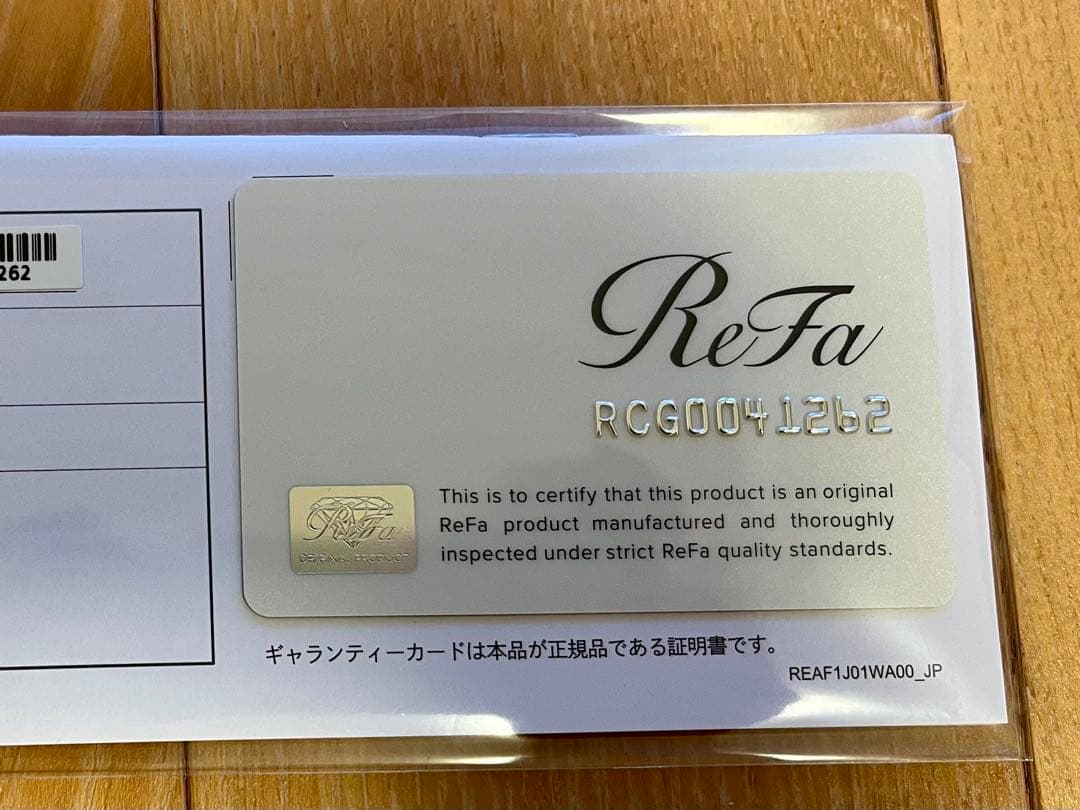 262
ReFa
RCG0041262
This is to certify that this product is an original
ReFa product manufactured and thoroughly
inspected under strict ReFa quality standards.
ReFa
ORIGINAL PRODUCT
ギャランティーカードは本品が正規品である証明書です。
REAF1J01WA00_JP